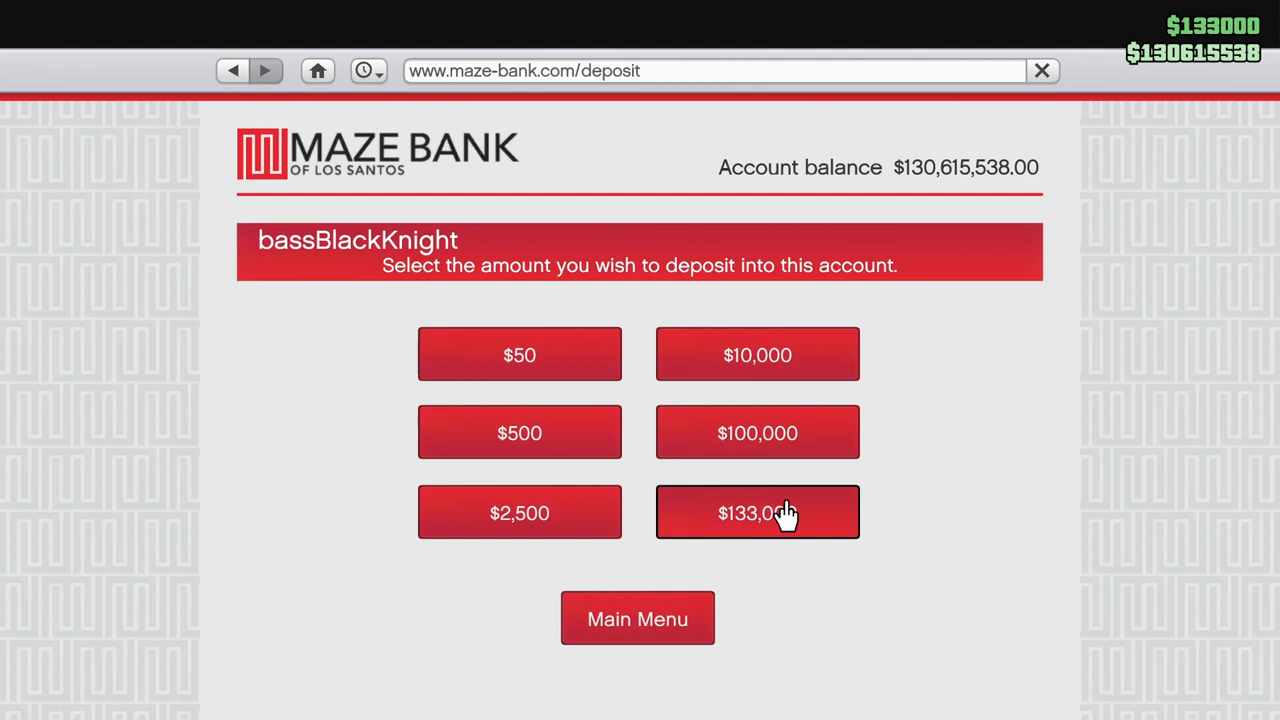 $133000
$130615538
www.maze-bank.com/deposit
MAZE BANK
OF LOS SANTOS
Account balance $130,615,538.00
bassBlackKnight
Select the amount you wish to deposit into this account.
$50
$10,000
$500
$100,000
$2,500
$133,000
Main Menu